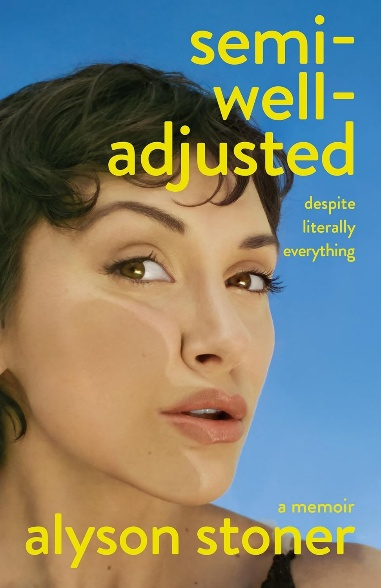 semi-
well-
adjusted
despite
literally
everything
a memoir
alyson stoner